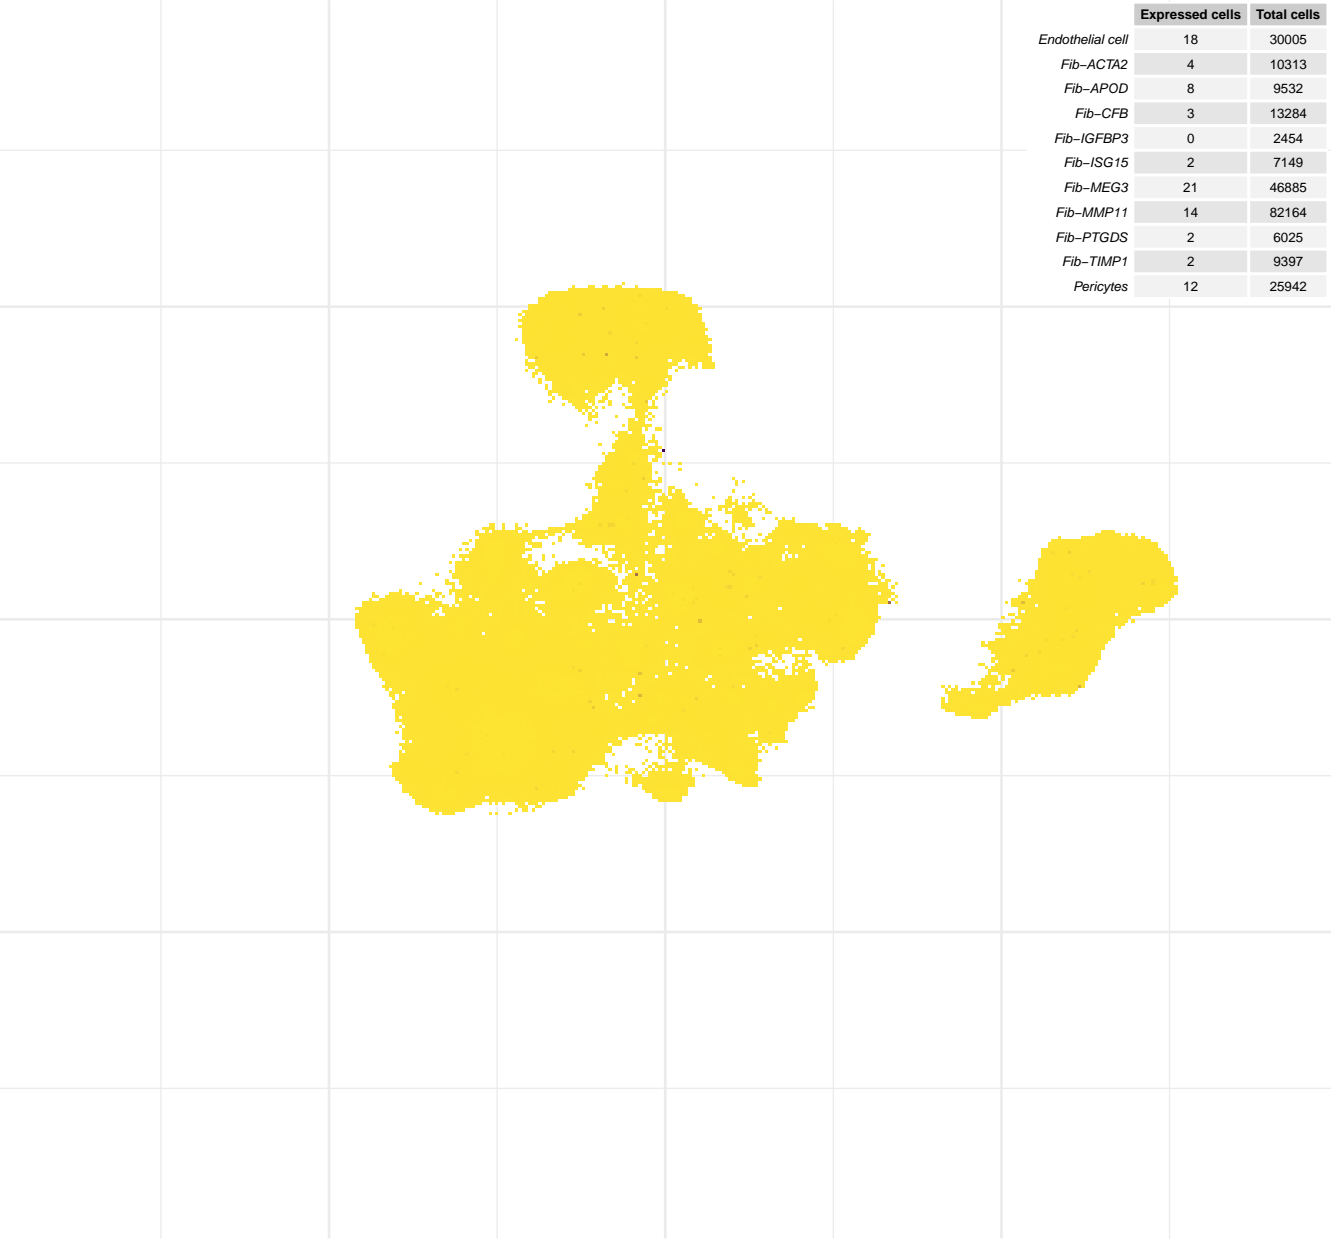 Expressed cells Total cells
Endothelial cell 18 30005
Fib−ACTA2 4 10313
Fib−APOD 8 9532
Fib−CFB 3 13284
Fib−IGFBP3 0 2454
Fib−ISG15 2 7149
Fib−MEG3 21 46885
Fib−MMP11 14 82164
Fib−PTGDS 2 6025
Fib−TIMP1 2 9397
Pericytes 12 25942